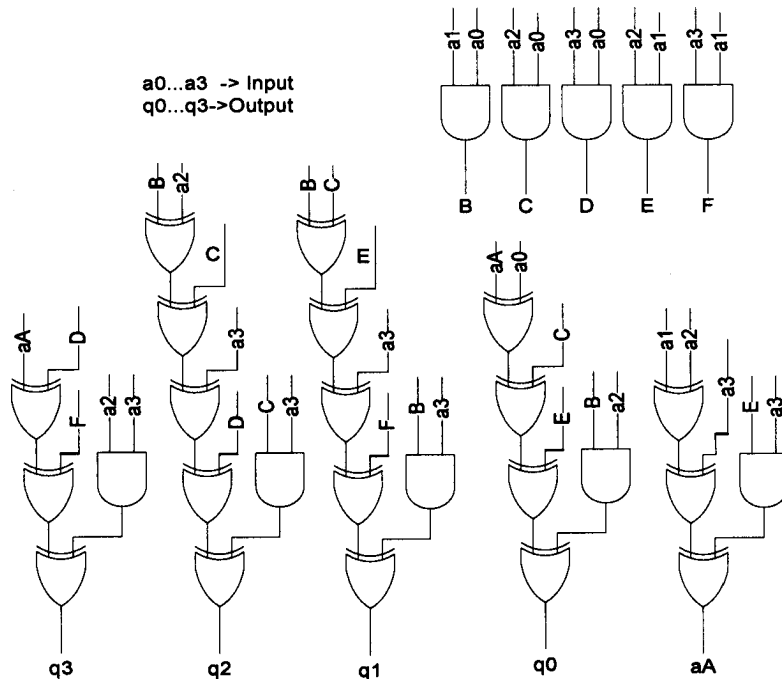 a1 a0 a2 a0 a3 a0 a2 a1 a3 a1
a0...a3 -> Input
q0...q3->Output
B C D E F
B a2 B C
C E
aA a0
aA D a3 a3 C a1 a2
a3
F a2 a3 D C a3 F B a3 E B a2 E a3
q3 q2 q1 q0 aA